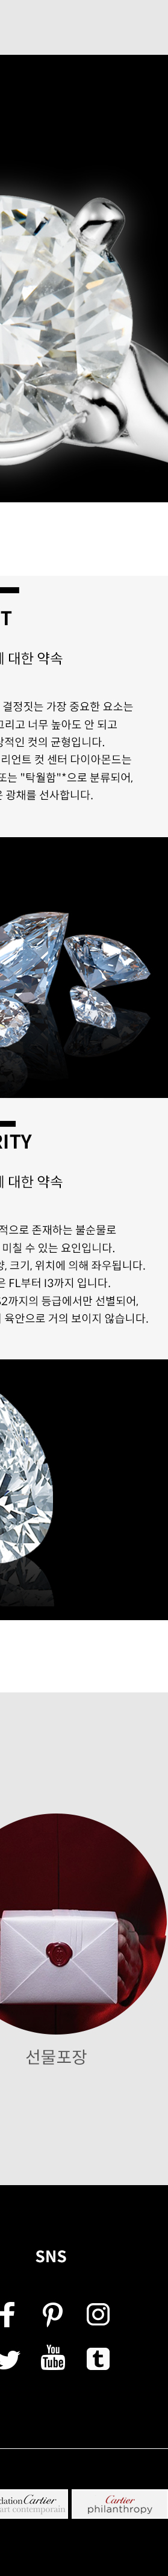 T
대한 약속
결정짓는 가장 중요한 요소는
그리고 너무 높아도 안 되고
상적인 컷의 균형입니다.
리언트 컷 센터 다이아몬드는
또는 "탁월함"*으로 분류되어,
광채를 선사합니다.
RITY
대한 약속
적으로 존재하는 불순물로
미칠 수 있는 요인입니다.
크기, 위치에 의해 좌우됩니다.
은 FL부터 I3까지 입니다.
S2까지의 등급에서만 선별되어,
육안으로 거의 보이지 않습니다.
선물포장
SNS
You
Tube
dation Cartier
art contemporain
Cartier
philanthropy